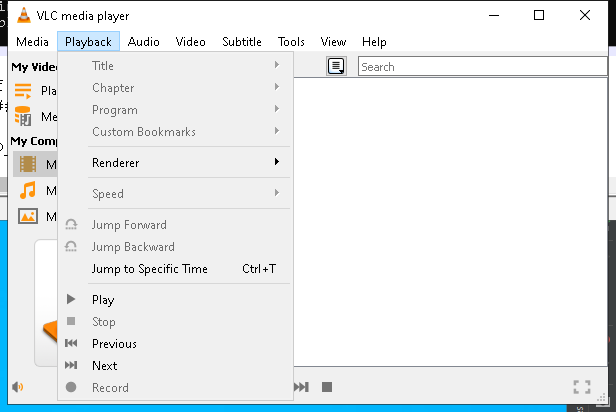 VLC media player
Media Playback Audio Video Subtitle Tools View Help
My Vide
Search
Pla
Me
My Comp
M
M
M
Title
Chapter
Program
Custom Bookmarks
Renderer
Speed
Jump Forward
Jump Backward
Jump to Specific Time Ctrl+T
Play
Stop
Previous
Next
Record